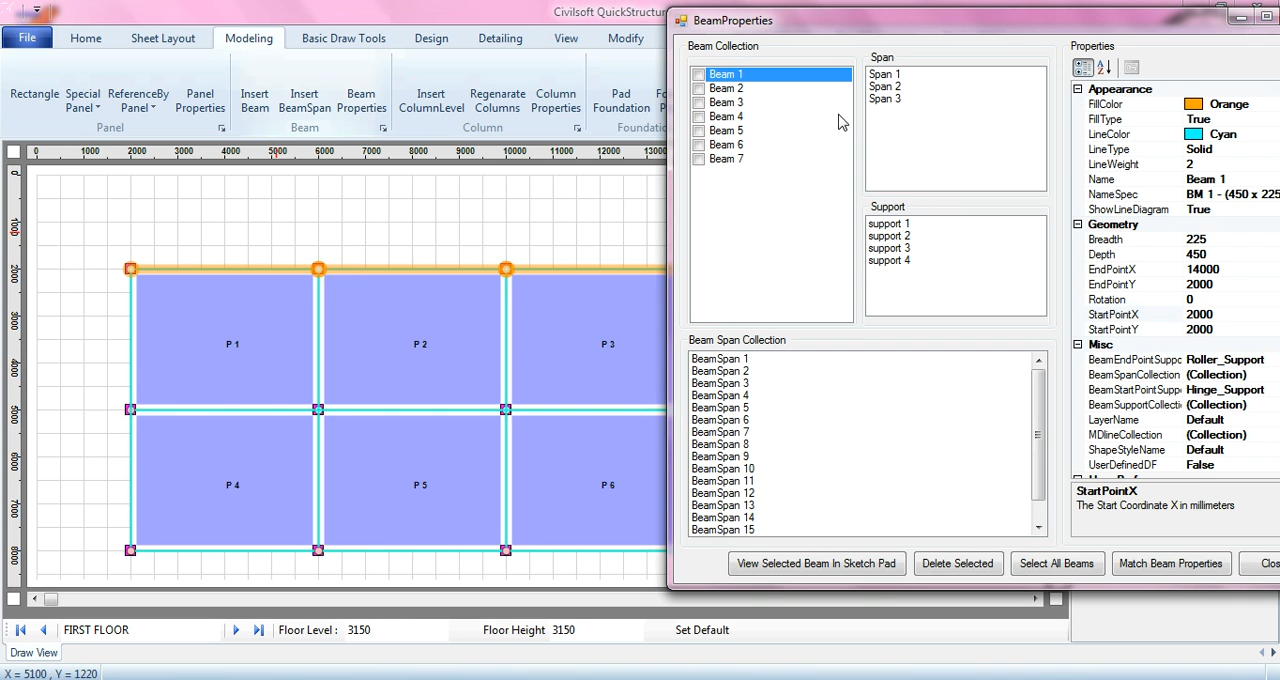 Civilsoft QuickStructur
BeamProperties
File Home Sheet Layout Modeling Basic Draw Tools Design Detailing View Modify
Rectangle Special Panel ReferenceBy Panel Panel Properties Insert Beam Insert BeamSpan Beam Properties Insert ColumnLevel Regenarate Columns Column Properties Pad Foundation
Panel Beam Column Foundatio
0 1000 2000 3000 4000 5000 6000 7000 8000 9000 10000 11000 12000 13000
0
1000
2000
3000
4000
5000
6000
7000
8000
P 1 P 2 P 3
P 4 P 5 P 6
Beam Collection
Beam 1
Beam 2
Beam 3
Beam 4
Beam 5
Beam 6
Beam 7
Span
Span 1
Span 2
Span 3
Support
support 1
support 2
support 3
support 4
Beam Span Collection
BeamSpan 1
BeamSpan 2
BeamSpan 3
BeamSpan 4
BeamSpan 5
BeamSpan 6
BeamSpan 7
BeamSpan 8
BeamSpan 9
BeamSpan 10
BeamSpan 11
BeamSpan 12
BeamSpan 13
BeamSpan 14
BeamSpan 15
Properties
Appearance
FillColor Orange
FillType True
LineColor Cyan
LineType Solid
LineWeight 2
Name Beam 1
NameSpec BM 1 - (450 x 225
ShowLineDiagram True
Geometry
Breadth 225
Depth 450
EndPointX 14000
EndPointY 2000
Rotation 0
StartPointX 2000
StartPointY 2000
Misc
BeamEndPointSuppo Roller_Support
BeamSpanCollection (Collection)
BeamStartPointSupp Hinge_Support
BeamSupportCollecti (Collection)
LayerName Default
MDlineCollection (Collection)
ShapeStyleName Default
UserDefinedDF False
StartPointX
The Start Coordinate X in millimeters
View Selected Beam In Sketch Pad Delete Selected Select All Beams Match Beam Properties Clos
FIRST FLOOR Floor Level : 3150 Floor Height 3150 Set Default
Draw View
X = 5100 , Y = 1220